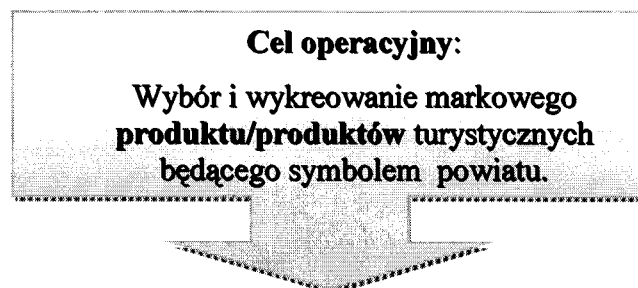 Cel operacyjny:
Wybór i wykreowanie markowego
produktu/produktów turystycznych
będącego symbolem powiatu.